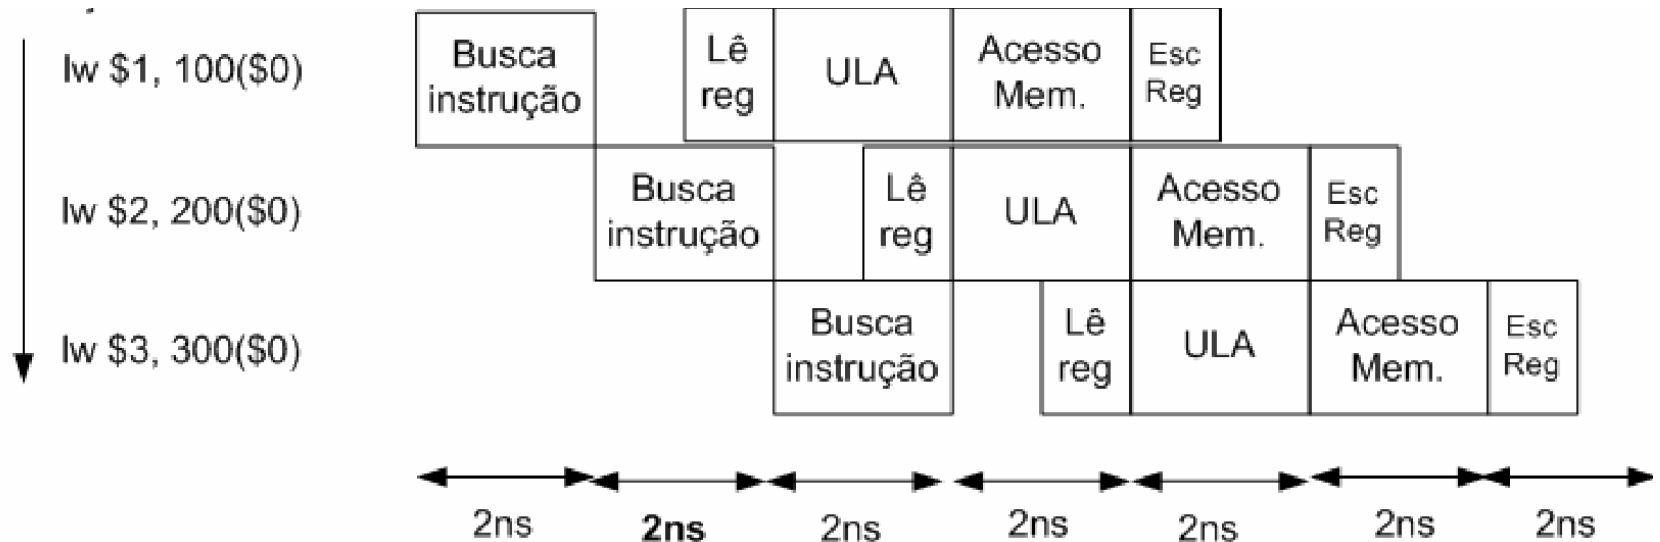 lw $1, 100($0)
Busca
instrução
Lê
reg
ULA
Acesso
Mem.
Esc
Reg
lw $2, 200($0)
Busca
instrução
Lê
reg
ULA
Acesso
Mem.
Esc
Reg
lw $3, 300($0)
Busca
instrução
Lê
reg
ULA
Acesso
Mem.
Esc
Reg
2ns 2ns 2ns 2ns 2ns 2ns 2ns